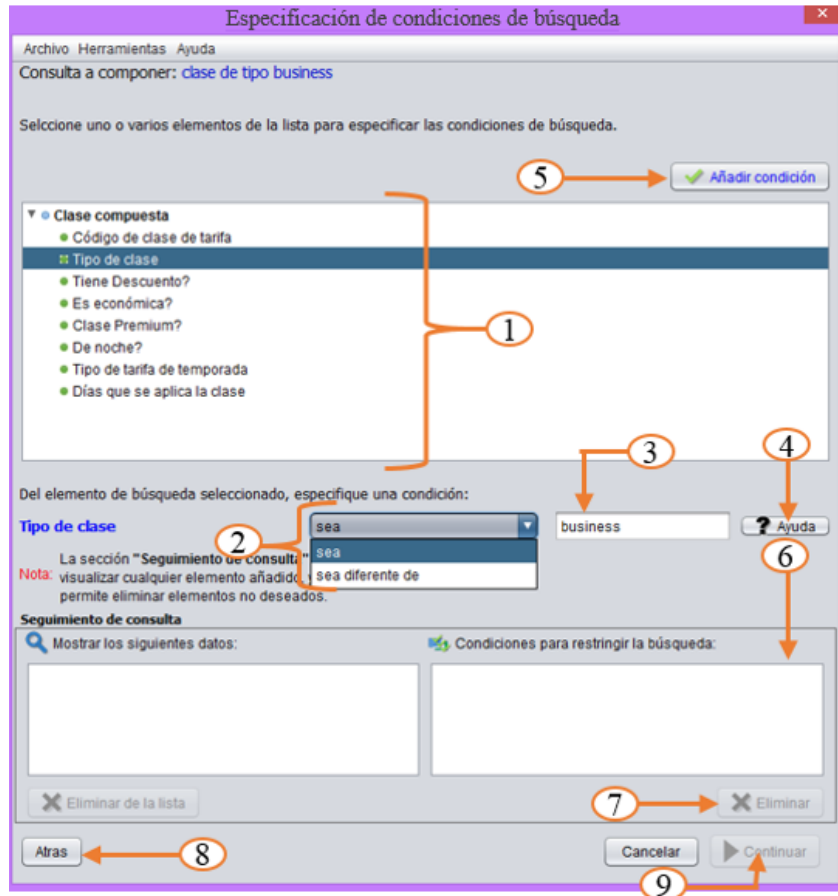 Especificación de condiciones de búsqueda
Archivo Herramientas Ayuda
Consulta a componer: clase de tipo business
Selccione uno o varios elementos de la lista para especificar las condiciones de búsqueda.
5 Añadir condición
Clase compuesta
Código de clase de tarifa
Tipo de clase
Tiene Descuento?
Es económica?
Clase Premium?
1
De noche?
Tipo de tarifa de temporada
Días que se aplica la clase
3 4
Del elemento de búsqueda seleccionado, especifique una condición:
Tipo de clase 2 sea business ? Ayuda
La sección "Seguimiento de consulta" sea 6
Nota: visualizar cualquier elemento añadido, sea diferente de
permite eliminar elementos no deseados.
Seguimiento de consulta
Mostrar los siguientes datos: Condiciones para restringir la búsqueda:
Eliminar de la lista 7 Eliminar
Atras 8 Cancelar Continuar
9